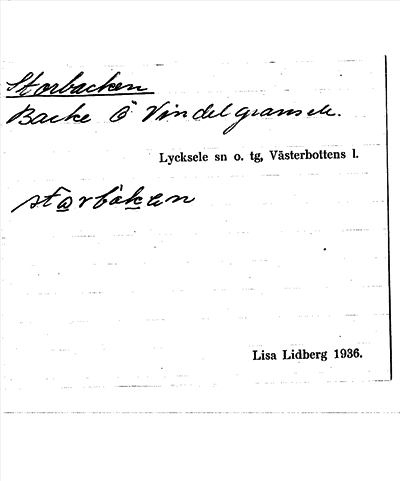 Storbacken
Backe Ö Vindelgransele.
Lycksele sn o. tg, Västerbottens l.
Lisa Lidberg 1936.